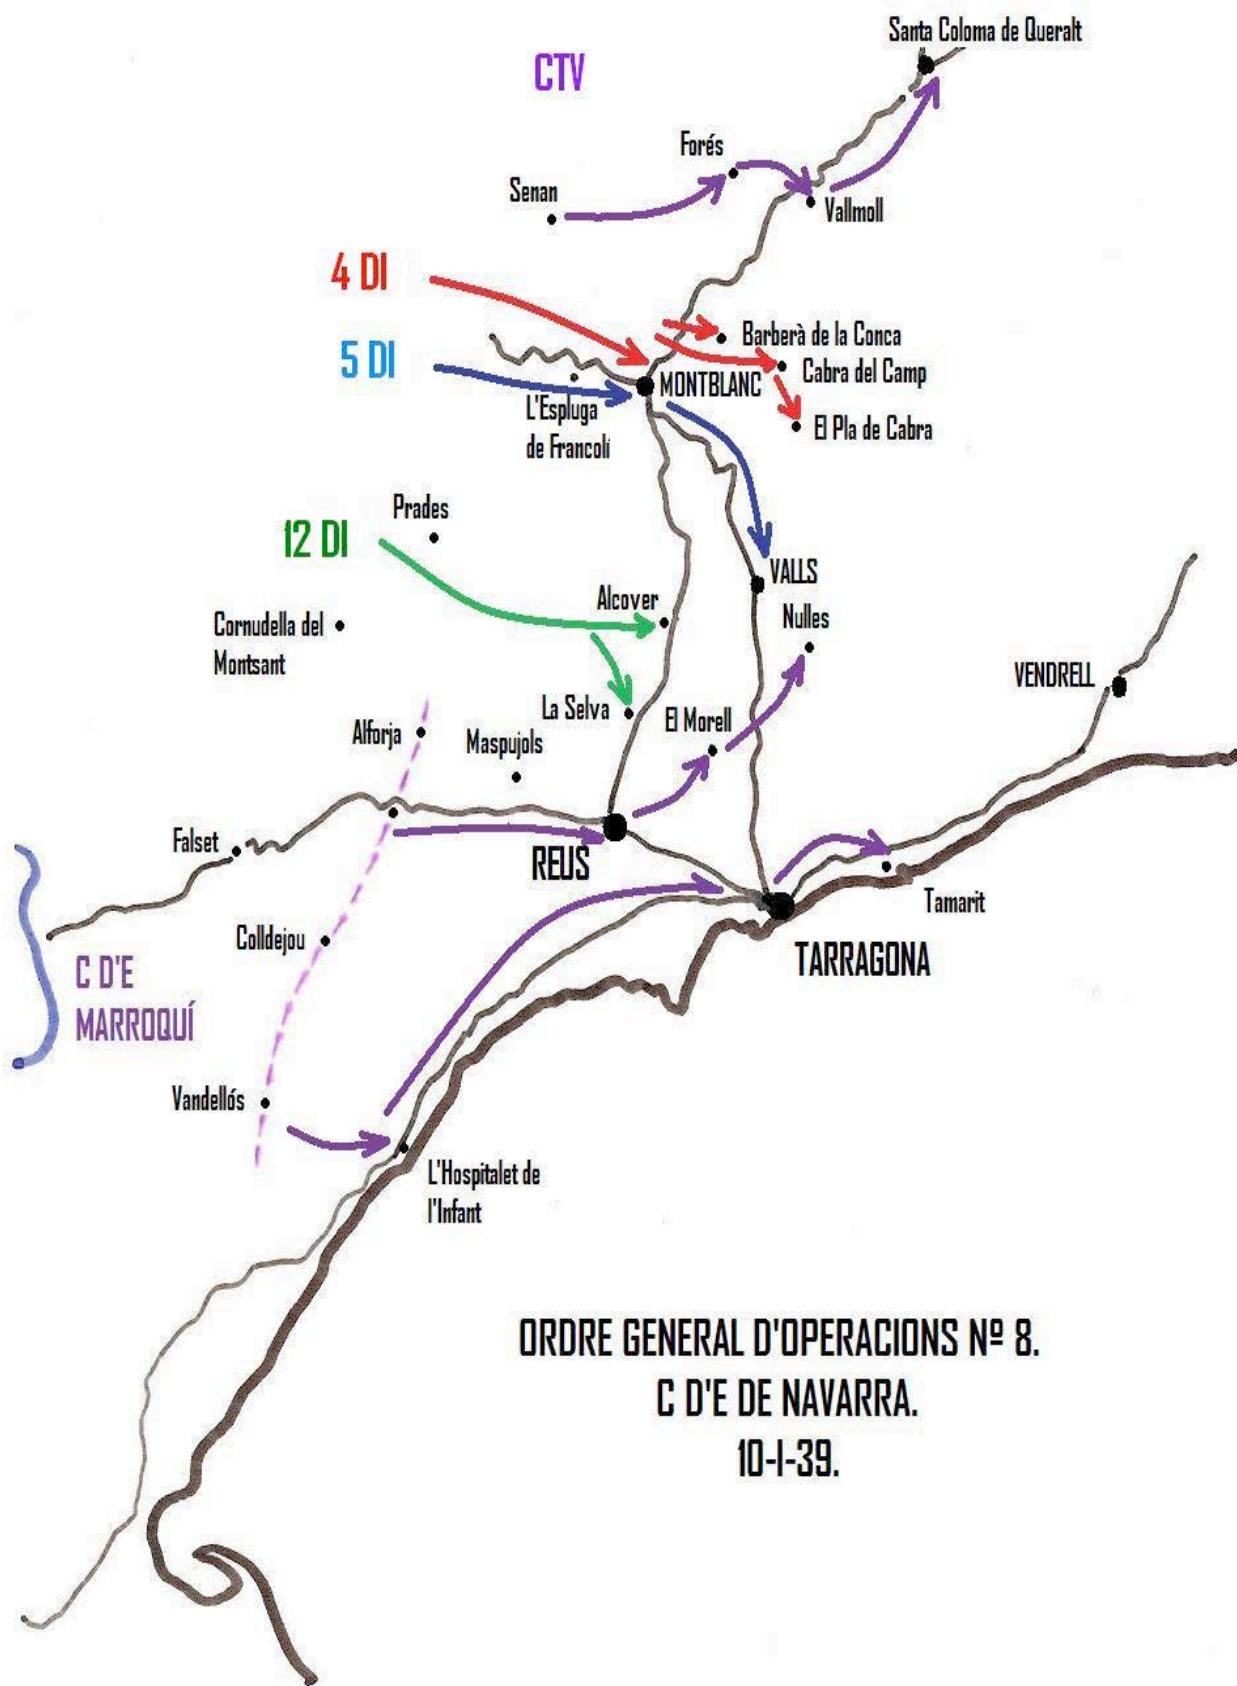 Santa Coloma de Queralt
CTV
Forés
Senan
Vallmoll
4 DI
Barberà de la Conca
5 DI
Cabra del Camp
MONTBLANC
L'Espluga
de Francolí
El Pla de Cabra
Prades
12 DI
VALLS
Alcover
Nulles
Cornudella del
Montsant
VENDRELL
La Selva
El Morell
Alforja
Maspujols
Falset
REUS
Tamarit
Colldejou
TARRAGONA
C D'E
MARROQUÍ
Vandellós
L'Hospitalet de
l'Infant
ORDRE GENERAL D'OPERACIONS Nº 8.
C D'E DE NAVARRA.
10-I-39.